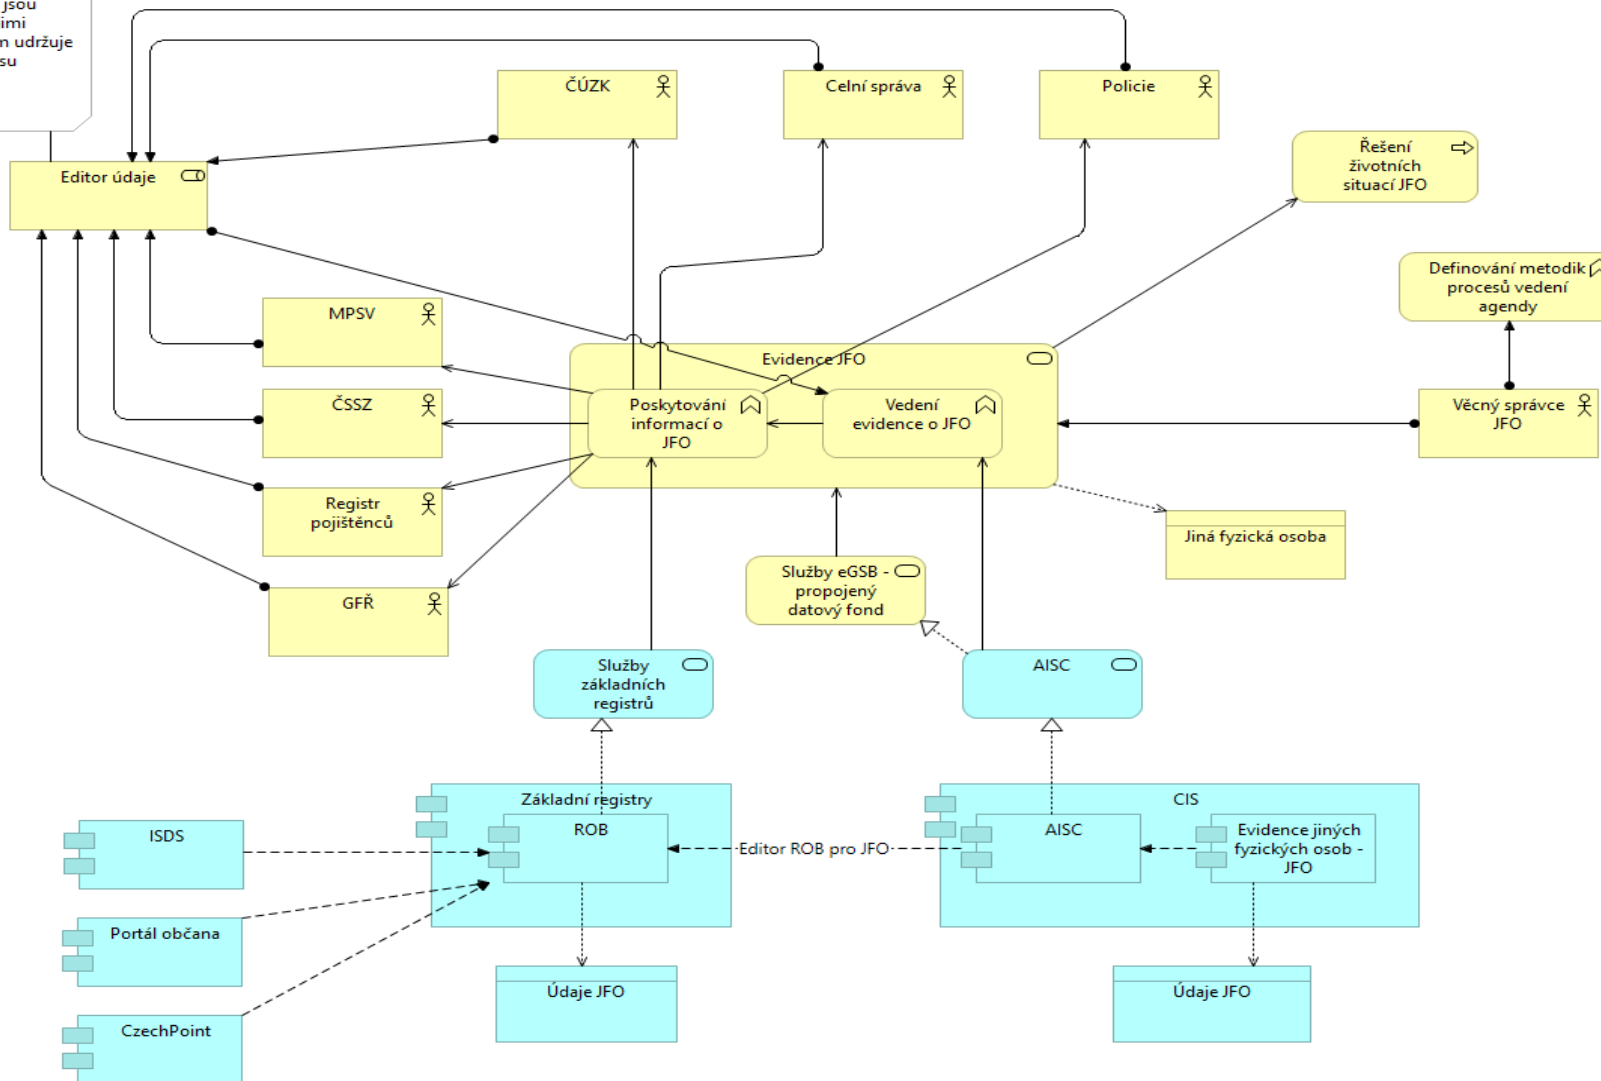 jsou
udržuje
ČÚZK
Celní správa
Policie
Řešení
životních
situací JFO
Editor údaje
Definování metodik
procesů vedení
agendy
MPSV
Evidence JFO
ČSSZ
Poskytování
informací o
JFO
Vedení
evidence o JFO
Věcný správce
JFO
Registr
pojištěnců
Jiná fyzická osoba
Služby eGSB -
propojený
datový fond
GFŘ
Služby
základních
registrů
AISC
Základní registry
CIS
ISDS
ROB
Editor ROB pro JFO
AISC
Evidence jiných
fyzických osob -
JFO
Portál občana
Údaje JFO
Údaje JFO
CzechPoint